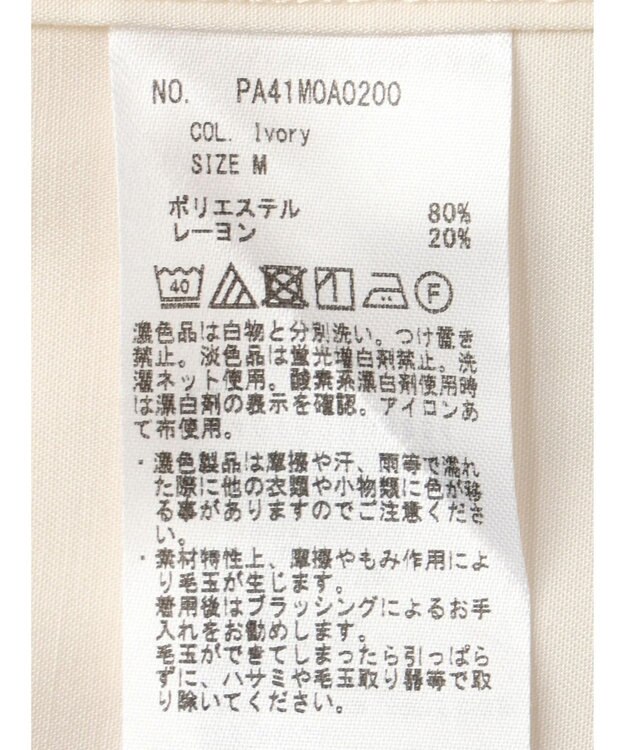 NO. PA41MOA0200
COL. Ivory
SIZE M
ポリエステル 80%
レーヨン 20%
40 F
濃色品は白物と分別洗い。つけ置き
禁止。淡色品は蛍光増白剤禁止。洗
濯ネット使用。酸素系漂白剤使用時
は漂白剤の表示を確認。アイロンあ
て布使用。
・濃色製品は摩擦や汗、雨等で濡れ
た際に他の衣類や小物類に色が移
る事がありますのでご注意くださ
い。
・素材特性上、摩擦やもみ作用によ
り毛玉が生じます。
着用後はブラッシングによるお手
入れをお勧めします。
毛玉ができてしまったら引っぱら
ずに、ハサミや毛玉取り器等で取
り除いてください。